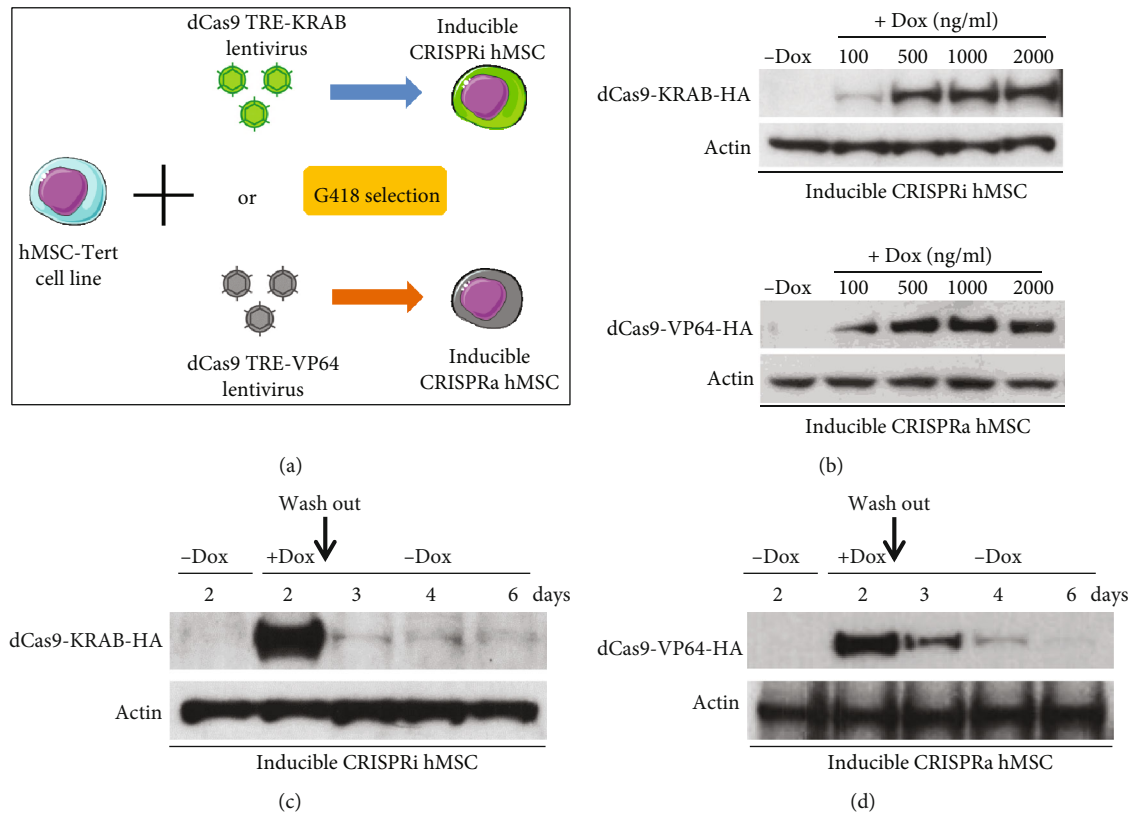 dCas9 TRE-KRAB
lentivirus
Inducible
CRISPRi hMSC
hMSC-Tert
cell line
or
G418 selection
dCas9 TRE-VP64
lentivirus
Inducible
CRISPRa hMSC
(a)
+ Dox (ng/ml)
–Dox 100 500 1000 2000
dCas9-KRAB-HA
Actin
Inducible CRISPRi hMSC
+ Dox (ng/ml)
–Dox 100 500 1000 2000
dCas9-VP64-HA
Actin
Inducible CRISPRa hMSC
(b)
Wash out
–Dox +Dox –Dox
2 2 3 4 6 days
dCas9-KRAB-HA
Actin
Inducible CRISPRi hMSC
(c)
Wash out
–Dox +Dox –Dox
2 2 3 4 6 days
dCas9-VP64-HA
Actin
Inducible CRISPRa hMSC
(d)